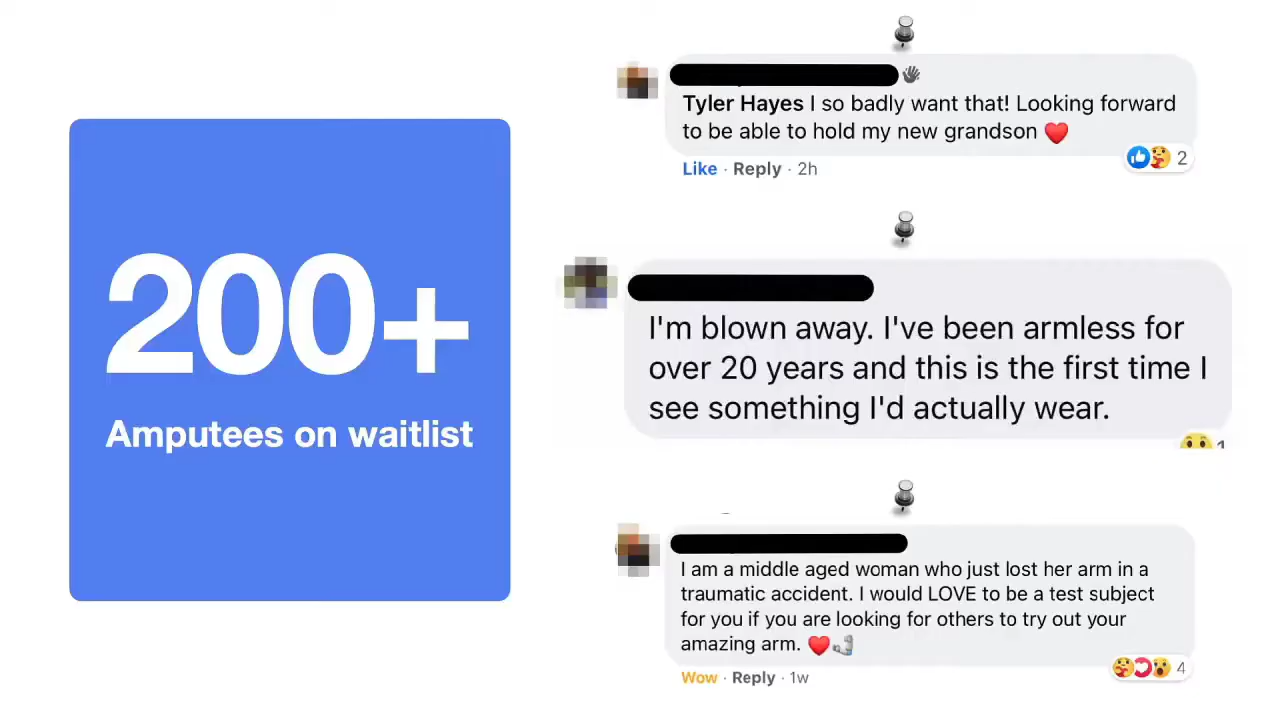 200+
Amputees on waitlist
Tyler Hayes I so badly want that! Looking forward
to be able to hold my new grandson ❤️
Like · Reply · 2h
2
I'm blown away. I've been armless for
over 20 years and this is the first time I
see something I'd actually wear.
1
I am a middle aged woman who just lost her arm in a
traumatic accident. I would LOVE to be a test subject
for you if you are looking for others to try out your
amazing arm. ❤️🦾
Wow · Reply · 1w
4